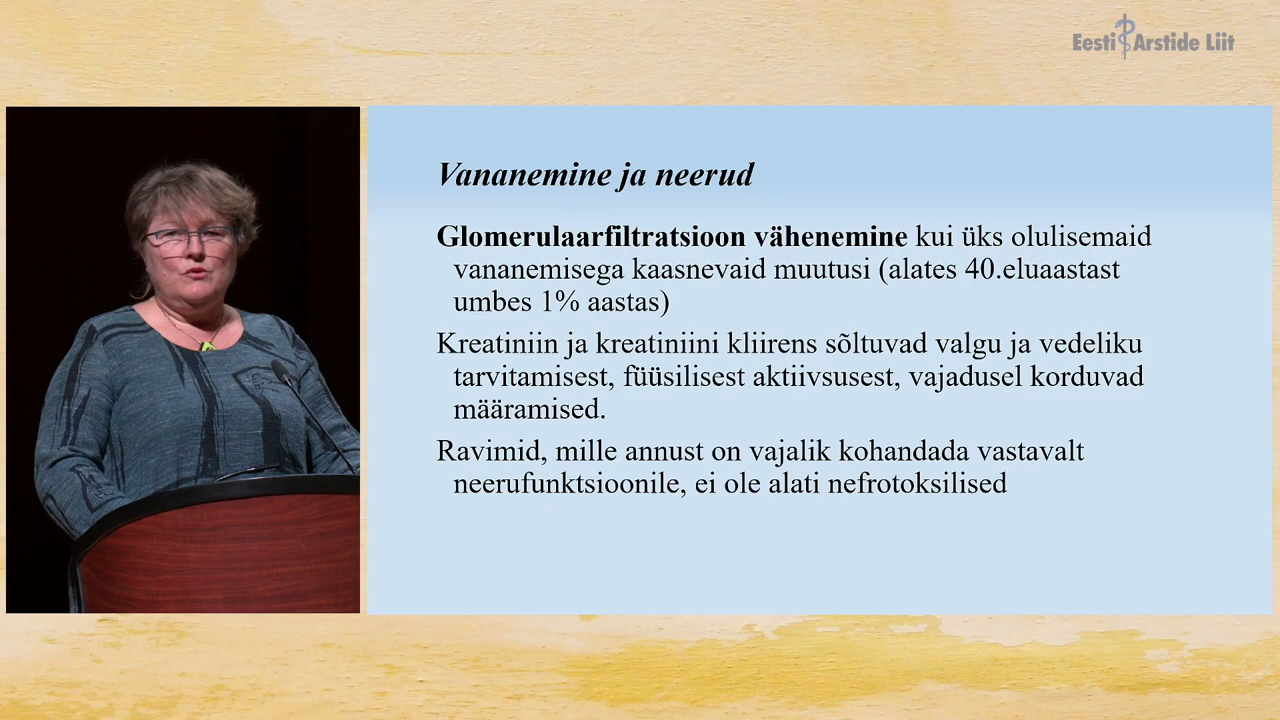 Eesti Arstide Liit
Vananemine ja neerud
Glomerulaarfiltratsioon vähenemine kui üks olulisemaid
vananemisega kaasnevaid muutusi (alates 40.eluaastast
umbes 1% aastas)
Kreatiniin ja kreatiniini kliirens sõltuvad valgu ja vedeliku
tarvitamisest, füüsilisest aktiivsusest, vajadusel korduvad
määramised.
Ravimid, mille annust on vajalik kohandada vastavalt
neerufunktsioonile, ei ole alati nefrotoksilised